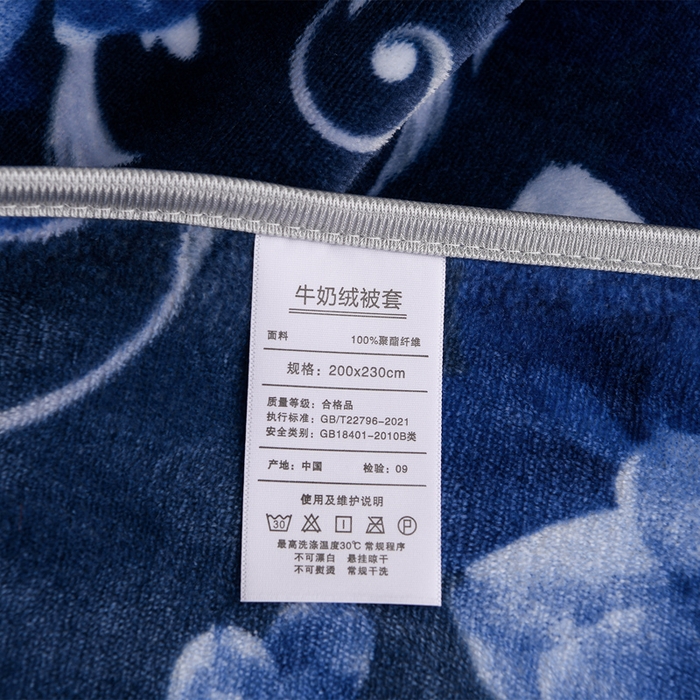 牛奶绒被套
面料 100%聚酯纤维
规格：200x230cm
质量等级：合格品
执行标准：GB/T22796-2021
安全类别：GB18401-2010B类
产地：中国 检验：09
使用及维护说明
30 P
最高洗涤温度30℃ 常规程序
不可漂白 悬挂晾干
不可熨烫 常规干洗